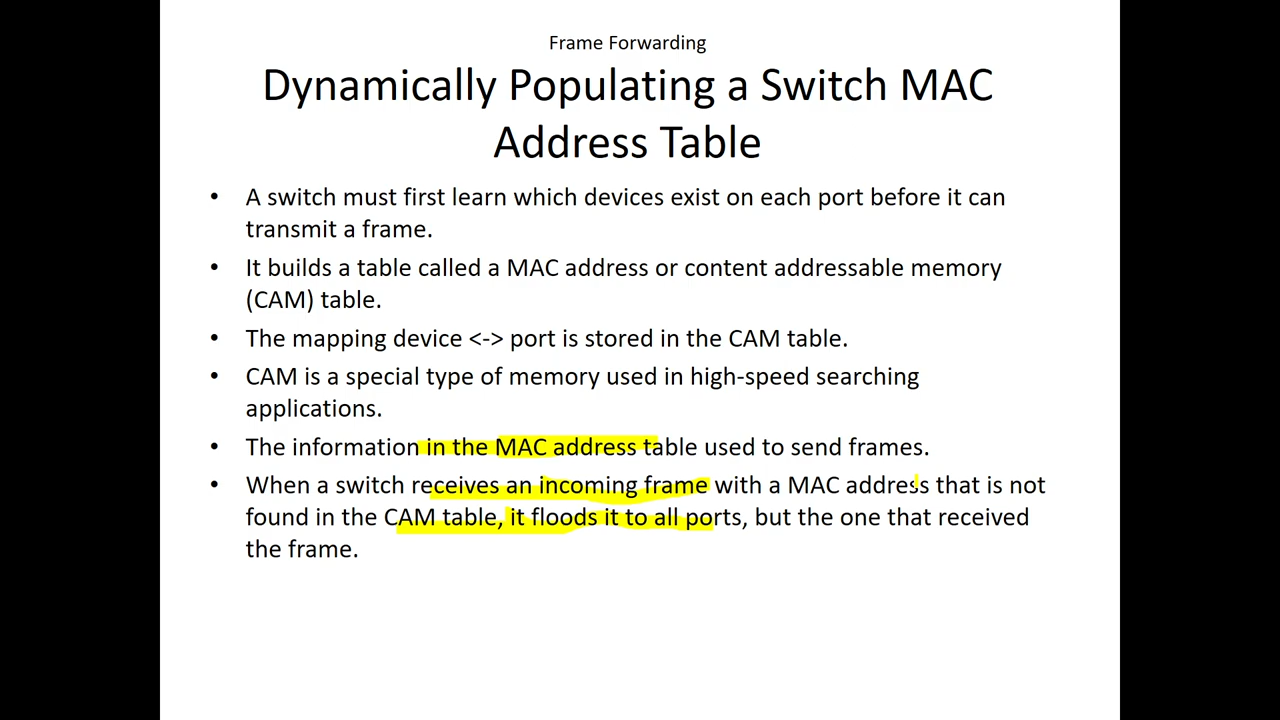 Frame Forwarding
Dynamically Populating a Switch MAC
Address Table
• A switch must first learn which devices exist on each port before it can
transmit a frame.
• It builds a table called a MAC address or content addressable memory
(CAM) table.
• The mapping device <-> port is stored in the CAM table.
• CAM is a special type of memory used in high-speed searching
applications.
• The information in the MAC address table used to send frames.
• When a switch receives an incoming frame with a MAC address that is not
found in the CAM table, it floods it to all ports, but the one that received
the frame.